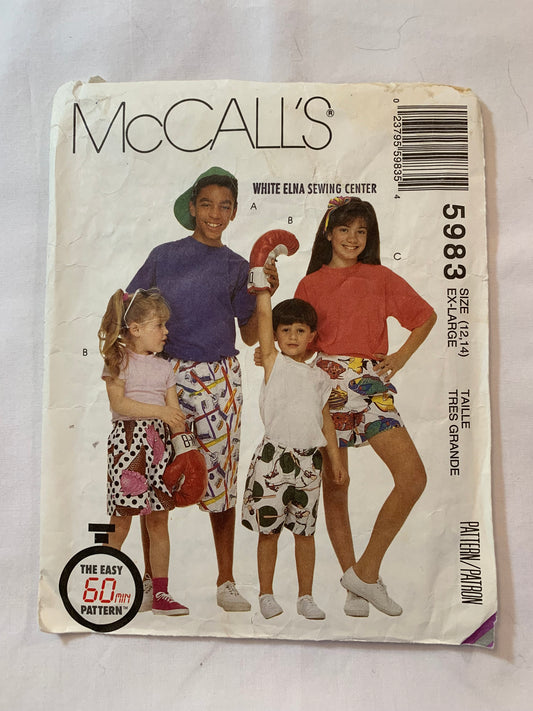 McCALL'S®
0 23795 59835 4
WHITE ELNA SEWING CENTER
A
B
C
B
5983
SIZE (12,14)
EX-LARGE
TAILLE
TRES GRANDE
PATTERN/PATRON
THE EASY
60 MIN
PATTERN™